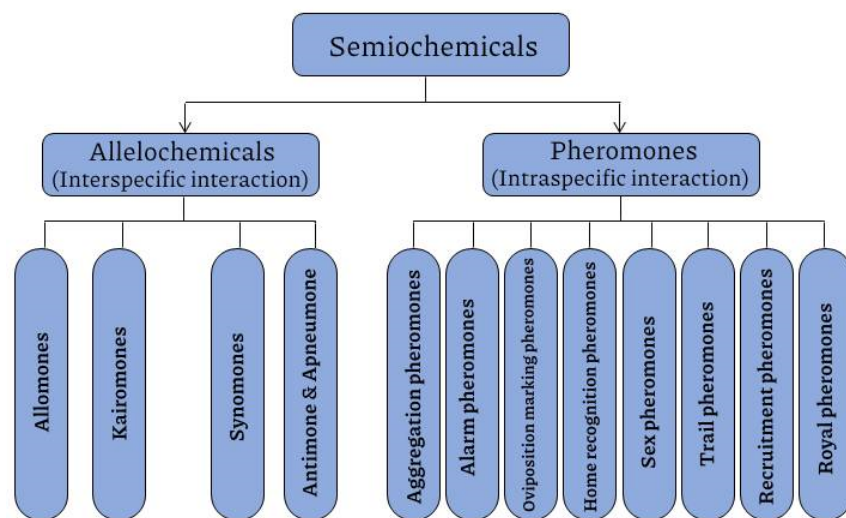 Semiochemicals
Allelochemicals
(Interspecific interaction)
Pheromones
(Intraspecific interaction)
Allomones
Kairomones
Synomones
Antimone & Apneumone
Aggregation pheromones
Alarm pheromones
Oviposition marking pheromones
Home recognition pheromones
Sex pheromones
Trail pheromones
Recruitment pheromones
Royal pheromones